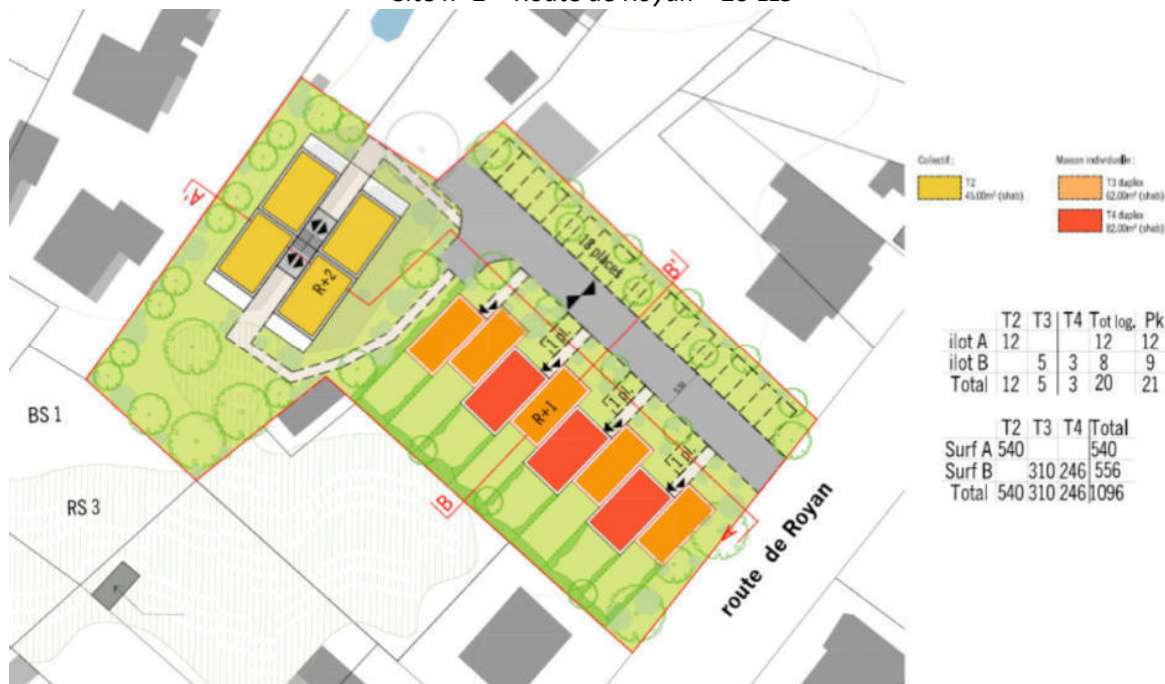 Collectif :
T2
45.00m² (shab)
Maison individuelle :
T3 duplex
62.00m² (shab)
T4 duplex
82.00m² (shab)
A'
R+2
18 places
B'
5.50
1 pl.
1 pl.
1 pl.
R+1
B
A
route de Royan
BS 1
RS 3
T2 T3 T4 Tot log. Pk
ilot A 12 12 12
ilot B 5 3 8 9
Total 12 5 3 20 21
T2 T3 T4 Total
Surf A 540 540
Surf B 310 246 556
Total 540 310 246 1096